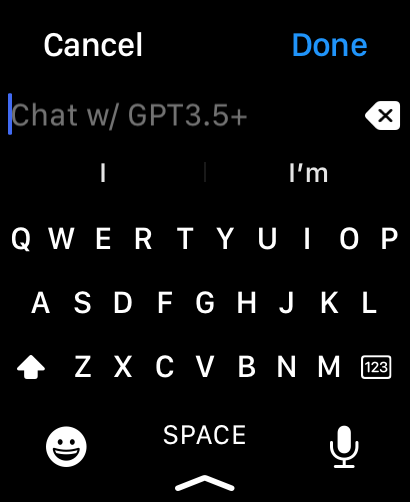 Cancel Done
Chat w/ GPT3.5+
I I'm
Q W E R T Y U I O P
A S D F G H J K L
Z X C V B N M 123
SPACE